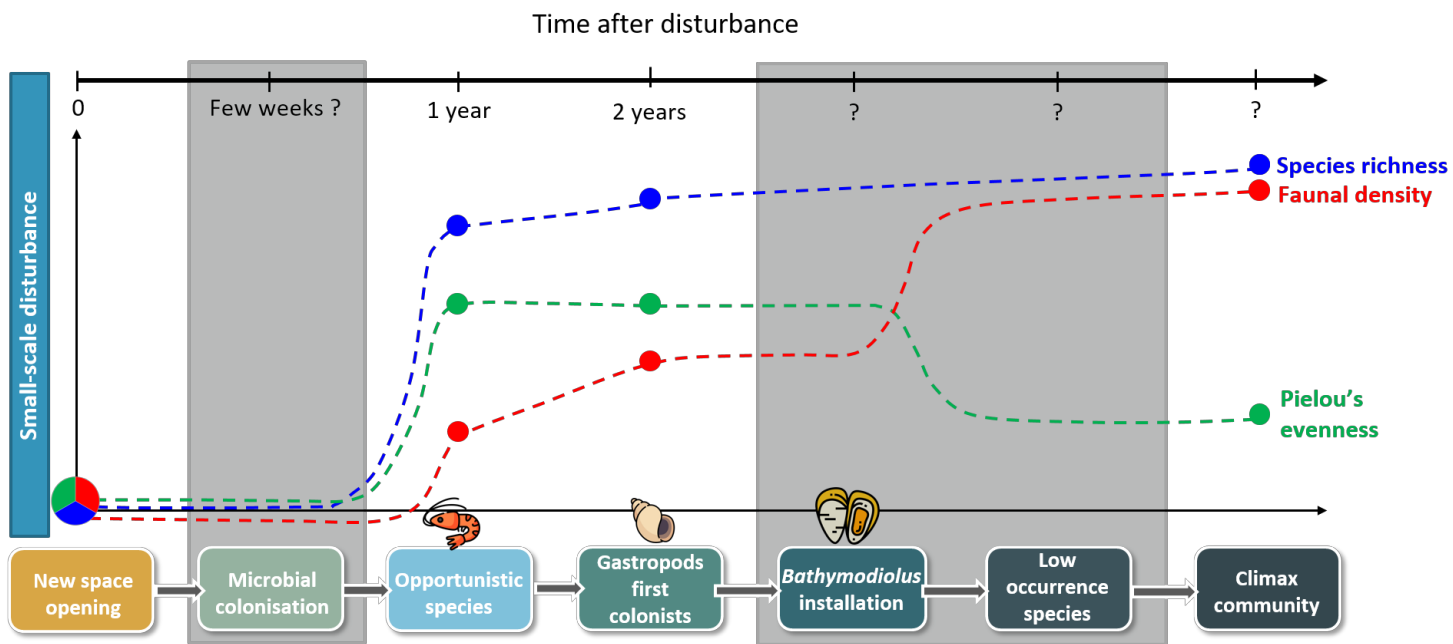 Time after disturbance
0
Few weeks ?
1 year
2 years
?
?
?
Small-scale disturbance
Species richness
Faunal density
Pielou's
evenness
New space
opening
Microbial
colonisation
Opportunistic
species
Gastropods
first
colonists
Bathymodiolus
installation
Low
occurrence
species
Climax
community